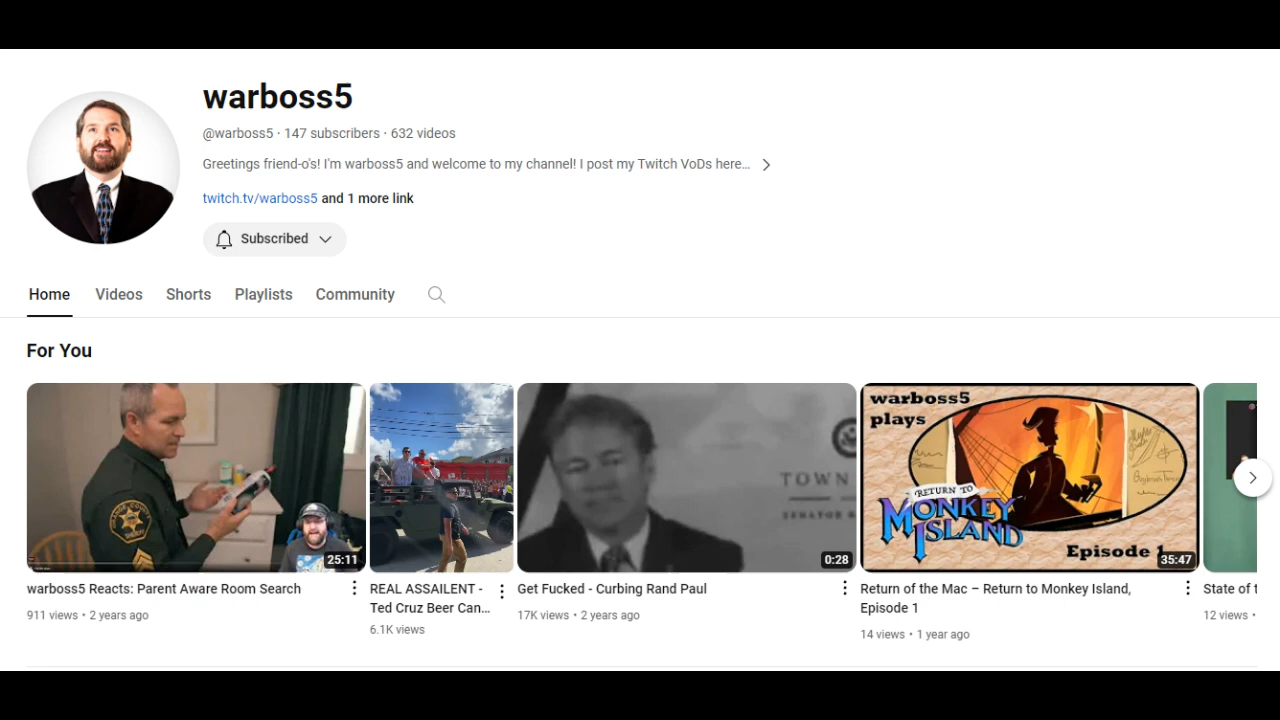 warboss5
@warboss5 · 147 subscribers · 632 videos
Greetings friend-o's! I'm warboss5 and welcome to my channel! I post my Twitch VoDs here...
twitch.tv/warboss5 and 1 more link
Subscribed
Home Videos Shorts Playlists Community
For You
25:11
warboss5 Reacts: Parent Aware Room Search
911 views • 2 years ago
REAL ASSAILENT -
Ted Cruz Beer Can...
6.1K views
TOWN
SENATOR
0:28
Get Fucked - Curbing Rand Paul
17K views • 2 years ago
warboss5
plays
RETURN TO
MONKEY
ISLAND
Episode 1
35:47
Return of the Mac – Return to Monkey Island,
Episode 1
14 views • 1 year ago
State of t
12 views •